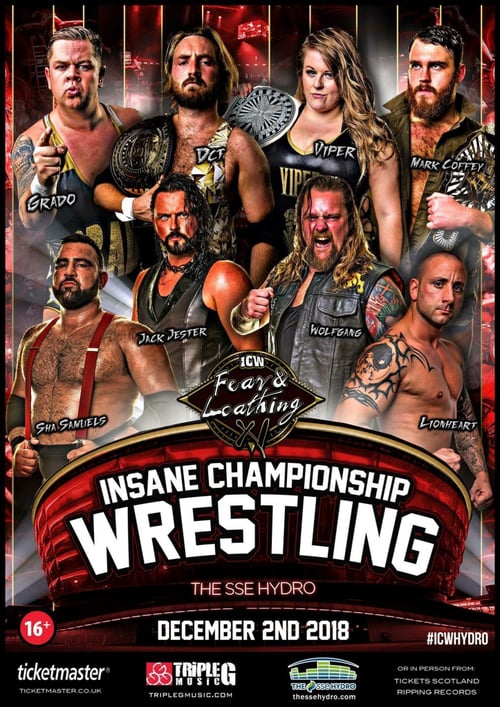 GRADO
DCT
VIPER
VIPE
MARK COFFEY
JACK JESTER
WOLFGANG
SHA SAMUELS
LIONHEART
ICW
Fear &
Loathing
XI
INSANE CHAMPIONSHIP
WRESTLING
THE SSE HYDRO
16+
DECEMBER 2ND 2018
#ICWHYDRO
ticketmaster®
TICKETMASTER.CO.UK
TRIPLE G
MUSIC
TRIPLEGMUSIC.COM
THE SSE HYDRO
thessehydro.com
OR IN PERSON FROM:
TICKETS SCOTLAND
RIPPING RECORDS